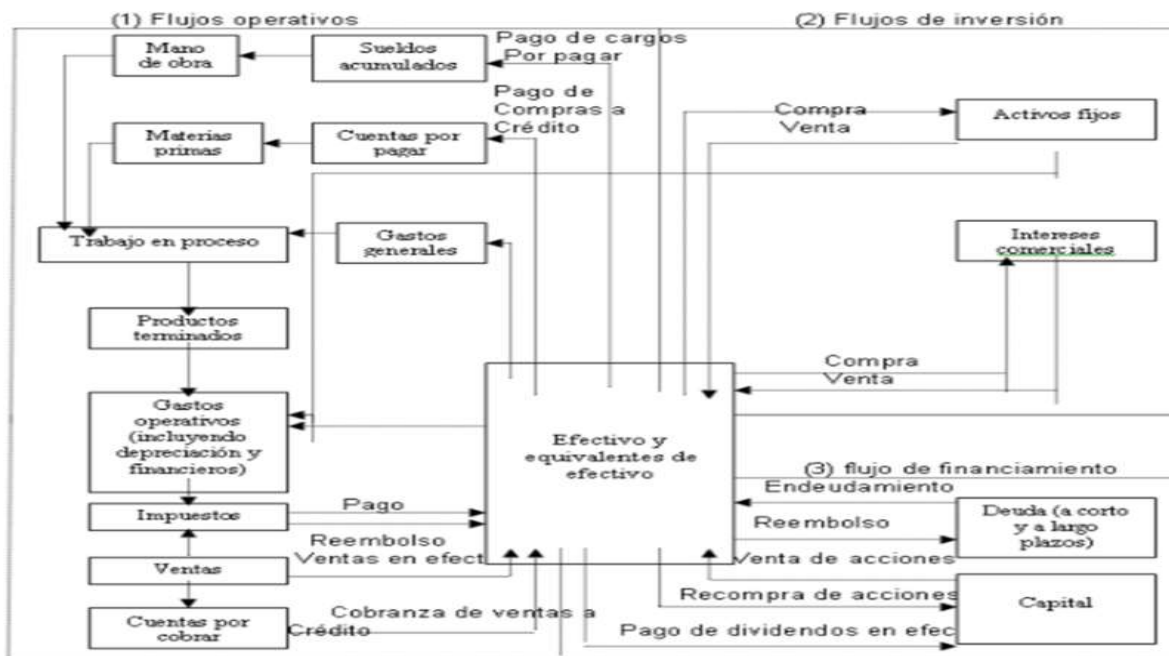 (1) Flujos operativos
(2) Flujos de inversión
Mano
de obra
Sueldos
acumulados
Pago de cargos
Por pagar
Pago de
Compras a
Crédito
Compra
Venta
Activos fijos
Materias
primas
Cuentas por
pagar
Trabajo en proceso
Gastos
generales
Intereses
comerciales
Productos
terminados
Compra
Venta
Gastos
operativos
(incluyendo
depreciación y
financieros)
Efectivo y
equivalentes de
efectivo
(3) flujo de financiamiento
Endeudamiento
Impuestos
Pago
Reembolso
Deuda (a corto
y a largo
plazos)
Reembolso
Ventas
Ventas en efect
Venta de acciones
Recompra de acciones
Capital
Cuentas por
cobrar
Cobranza de ventas a
Crédito
Pago de dividendos en efec